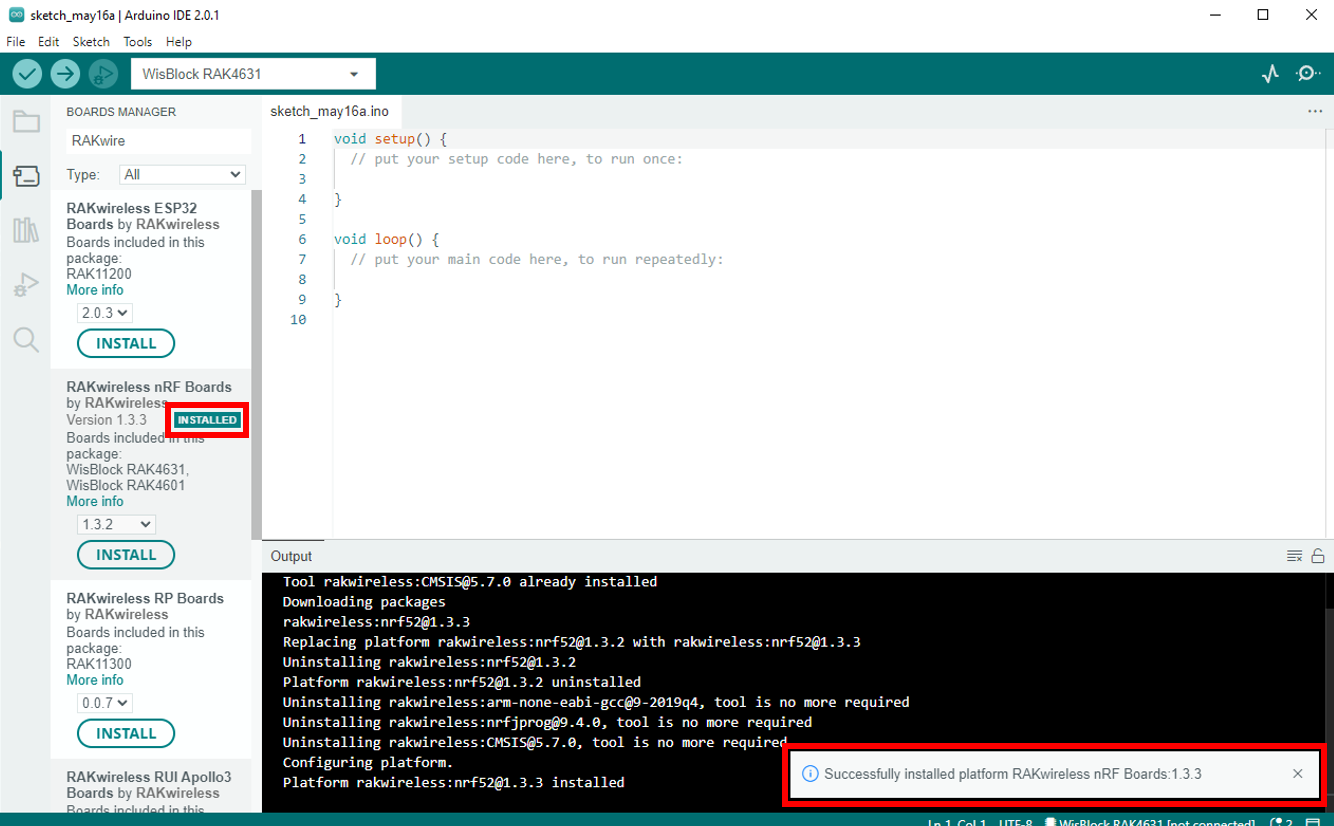 sketch_may16a | Arduino IDE 2.0.1
File Edit Sketch Tools Help
WisBlock RAK4631
BOARDS MANAGER
RAKwire
Type: All
RAKwireless ESP32
Boards by RAKwireless
Boards included in this
package:
RAK11200
More info
2.0.3
INSTALL
RAKwireless nRF Boards
by RAKwireless
Version 1.3.3 INSTALLED
Boards included in this
package:
WisBlock RAK4631,
WisBlock RAK4601
More info
1.3.2
INSTALL
RAKwireless RP Boards
by RAKwireless
Boards included in this
package:
RAK11300
More info
0.0.7
INSTALL
RAKwireless RUI Apollo3
Boards by RAKwireless
Boards included in this
sketch_may16a.ino
1 void setup() {
2 // put your setup code here, to run once:
3
4 }
5
6 void loop() {
7 // put your main code here, to run repeatedly:
8
9 }
10
Output
Tool rakwireless:CMSIS@5.7.0 already installed
Downloading packages
rakwireless:nrf52@1.3.3
Replacing platform rakwireless:nrf52@1.3.2 with rakwireless:nrf52@1.3.3
Uninstalling rakwireless:nrf52@1.3.2
Platform rakwireless:nrf52@1.3.2 uninstalled
Uninstalling rakwireless:arm-none-eabi-gcc@9-2019q4, tool is no more required
Uninstalling rakwireless:nrfjprog@9.4.0, tool is no more required
Uninstalling rakwireless:CMSIS@5.7.0, tool is no more required
Configuring platform.
Platform rakwireless:nrf52@1.3.3 installed
Successfully installed platform RAKwireless nRF Boards:1.3.3
Ln 1, Col 1 UTF-8 WisBlock RAK4631 [not connected] 2